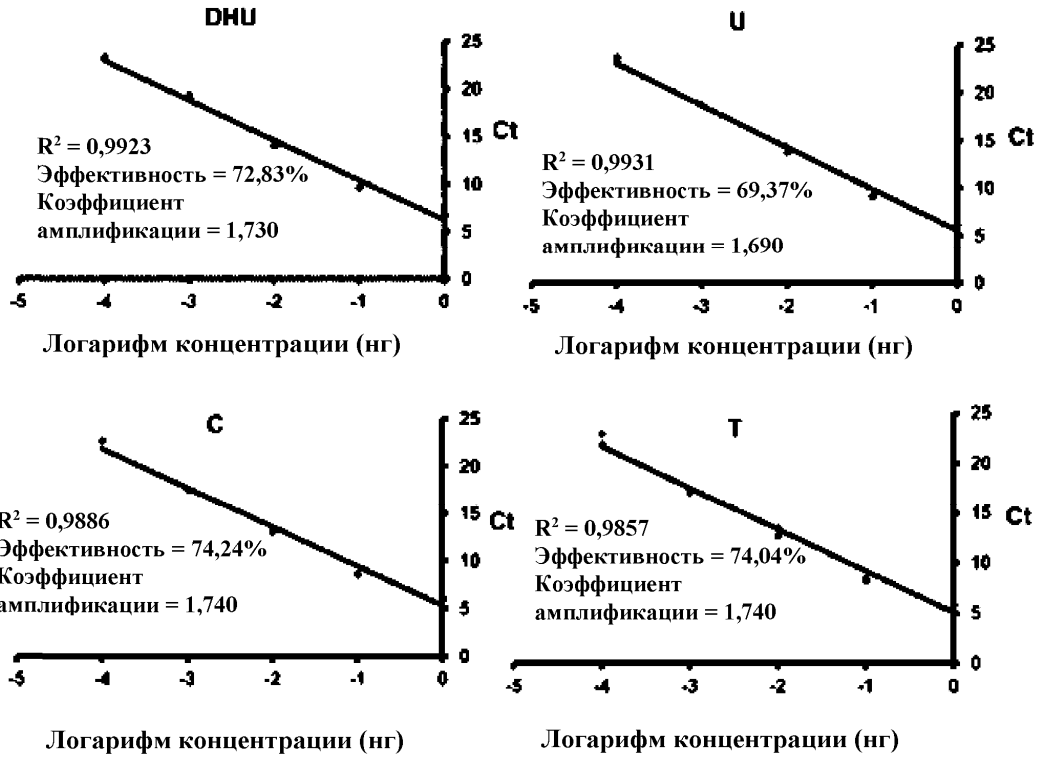 DHU
25
20
15
10
5
0
Ct
R² = 0,9923
Эффективность = 72,83%
Коэффициент
амплификации = 1,730
-5 -4 -3 -2 -1 0
Логарифм концентрации (нг)
U
25
20
15
10
5
0
Ct
R² = 0,9931
Эффективность = 69,37%
Коэффициент
амплификации = 1,690
-5 -4 -3 -2 -1 0
Логарифм концентрации (нг)
C
25
20
15
10
5
0
Ct
R² = 0,9886
Эффективность = 74,24%
Коэффициент
амплификации = 1,740
-5 -4 -3 -2 -1 0
Логарифм концентрации (нг)
T
25
20
15
10
5
0
Ct
R² = 0,9857
Эффективность = 74,04%
Коэффициент
амплификации = 1,740
-5 -4 -3 -2 -1 0
Логарифм концентрации (нг)